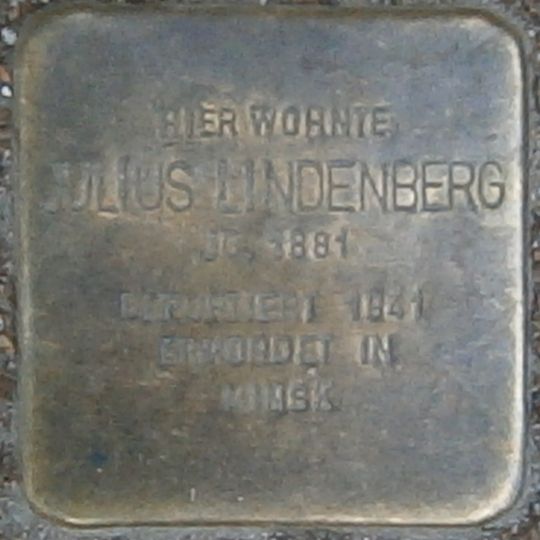 HIER WOHNTE
JULIUS LINDENBERG
JG. 1881
DEPORTIERT 1941
ERMORDET IN
MINSK